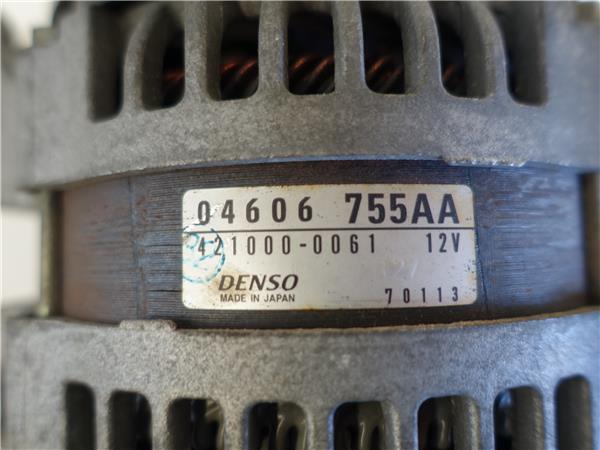 04606 755AA
421000-0061 12V
DENSO
MADE IN JAPAN 70113